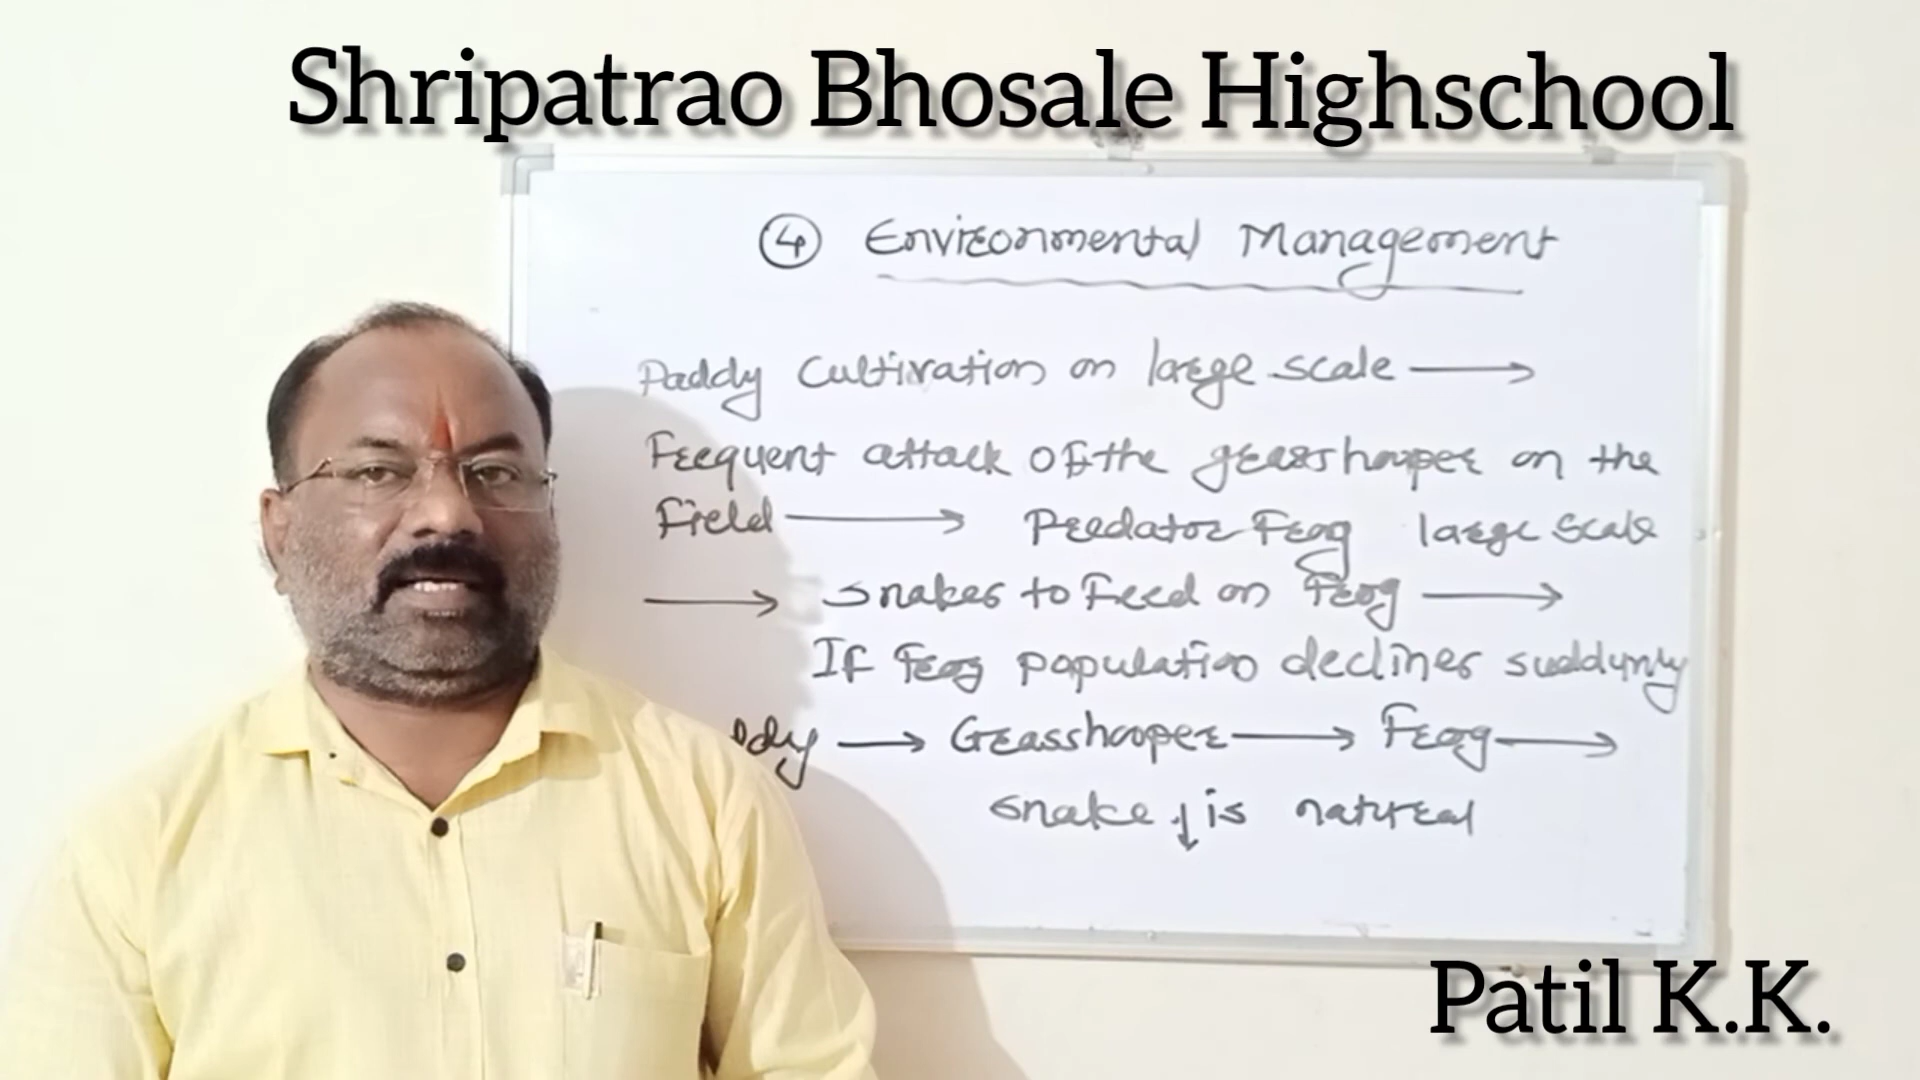 Shripatrao Bhosale Highschool
④ Environmental Management
Paddy Cultivation on large scale →
Frequent attack of the grasshopper on the
field → Predator Frog large scale
→ snakes to Feed on Frog →
If Frog population declines suddynly
ddy → Grasshopper → Frog →
snake ↓ is natural
Patil K.K.